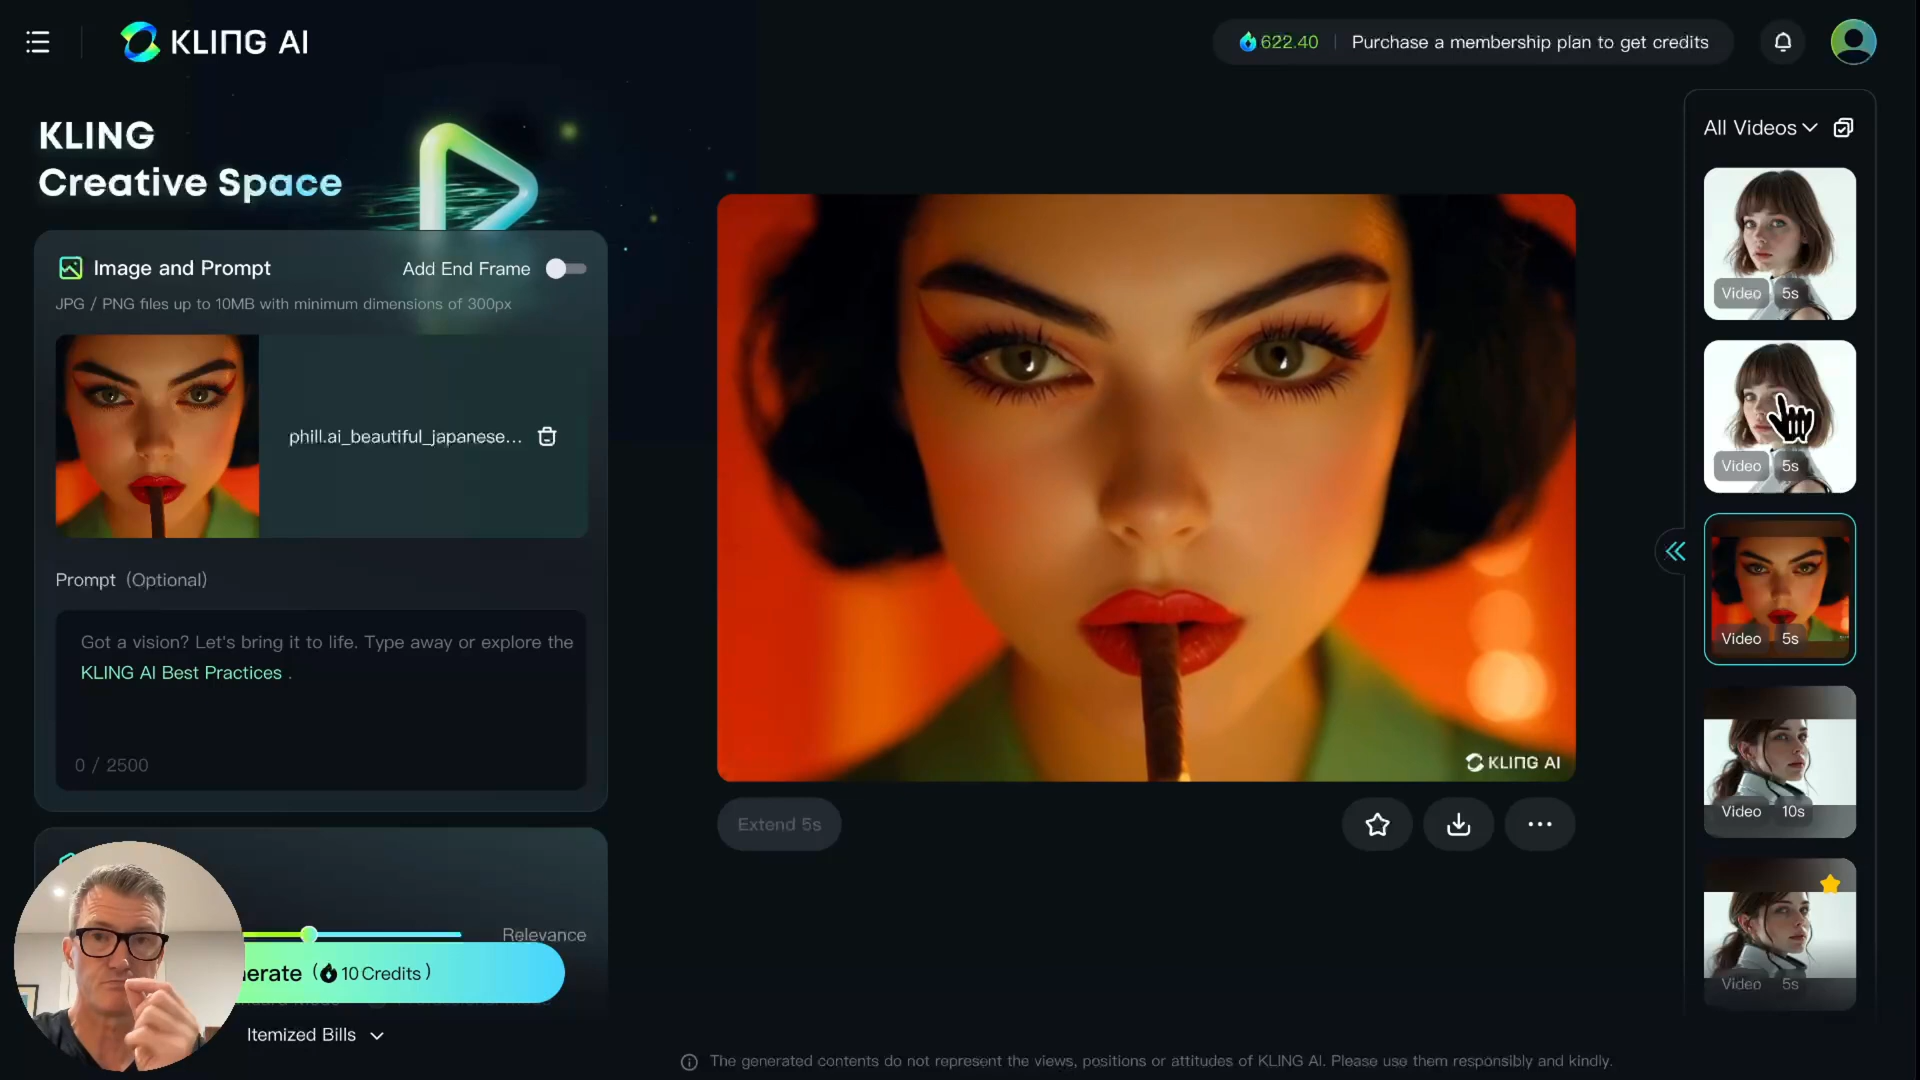 KLING AI
622.40 | Purchase a membership plan to get credits
KLING
Creative Space
All Videos
Image and Prompt
Add End Frame
JPG / PNG files up to 10MB with minimum dimensions of 300px
phill.ai_beautiful_japanese...
Prompt (Optional)
Got a vision? Let's bring it to life. Type away or explore the
KLING AI Best Practices .
0 / 2500
KLING AI
Extend 5s
Video 5s
Video 5s
Video 5s
Video 10s
Video 5s
Relevance
erate ( 10 Credits )
Itemized Bills
The generated contents do not represent the views, positions or attitudes of KLING AI. Please use them responsibly and kindly.